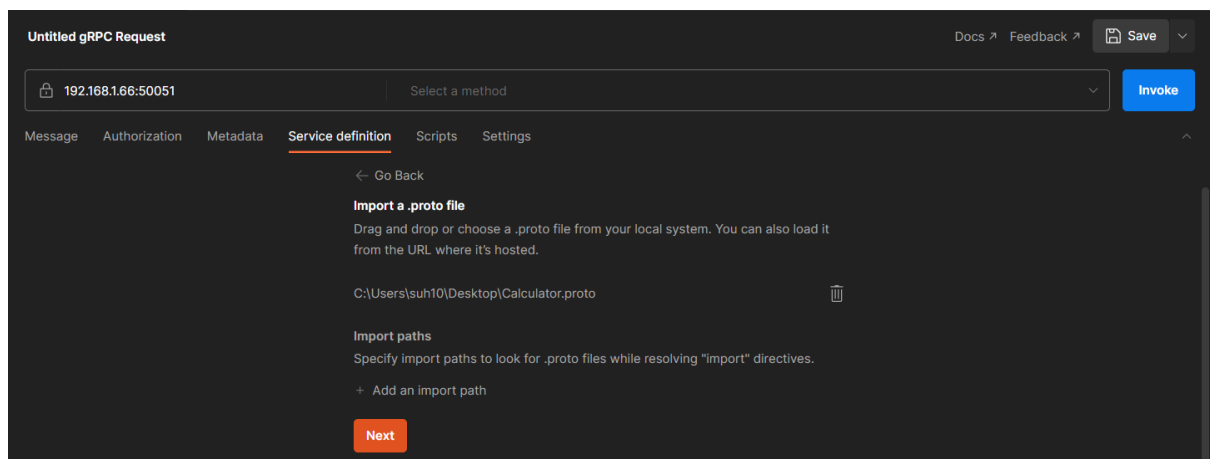 Untitled gRPC Request
Docs ↗ Feedback ↗ Save
192.168.1.66:50051 Select a method Invoke
Message Authorization Metadata Service definition Scripts Settings
← Go Back
Import a .proto file
Drag and drop or choose a .proto file from your local system. You can also load it
from the URL where it's hosted.
C:\Users\suh10\Desktop\Calculator.proto
Import paths
Specify import paths to look for .proto files while resolving "import" directives.
+ Add an import path
Next